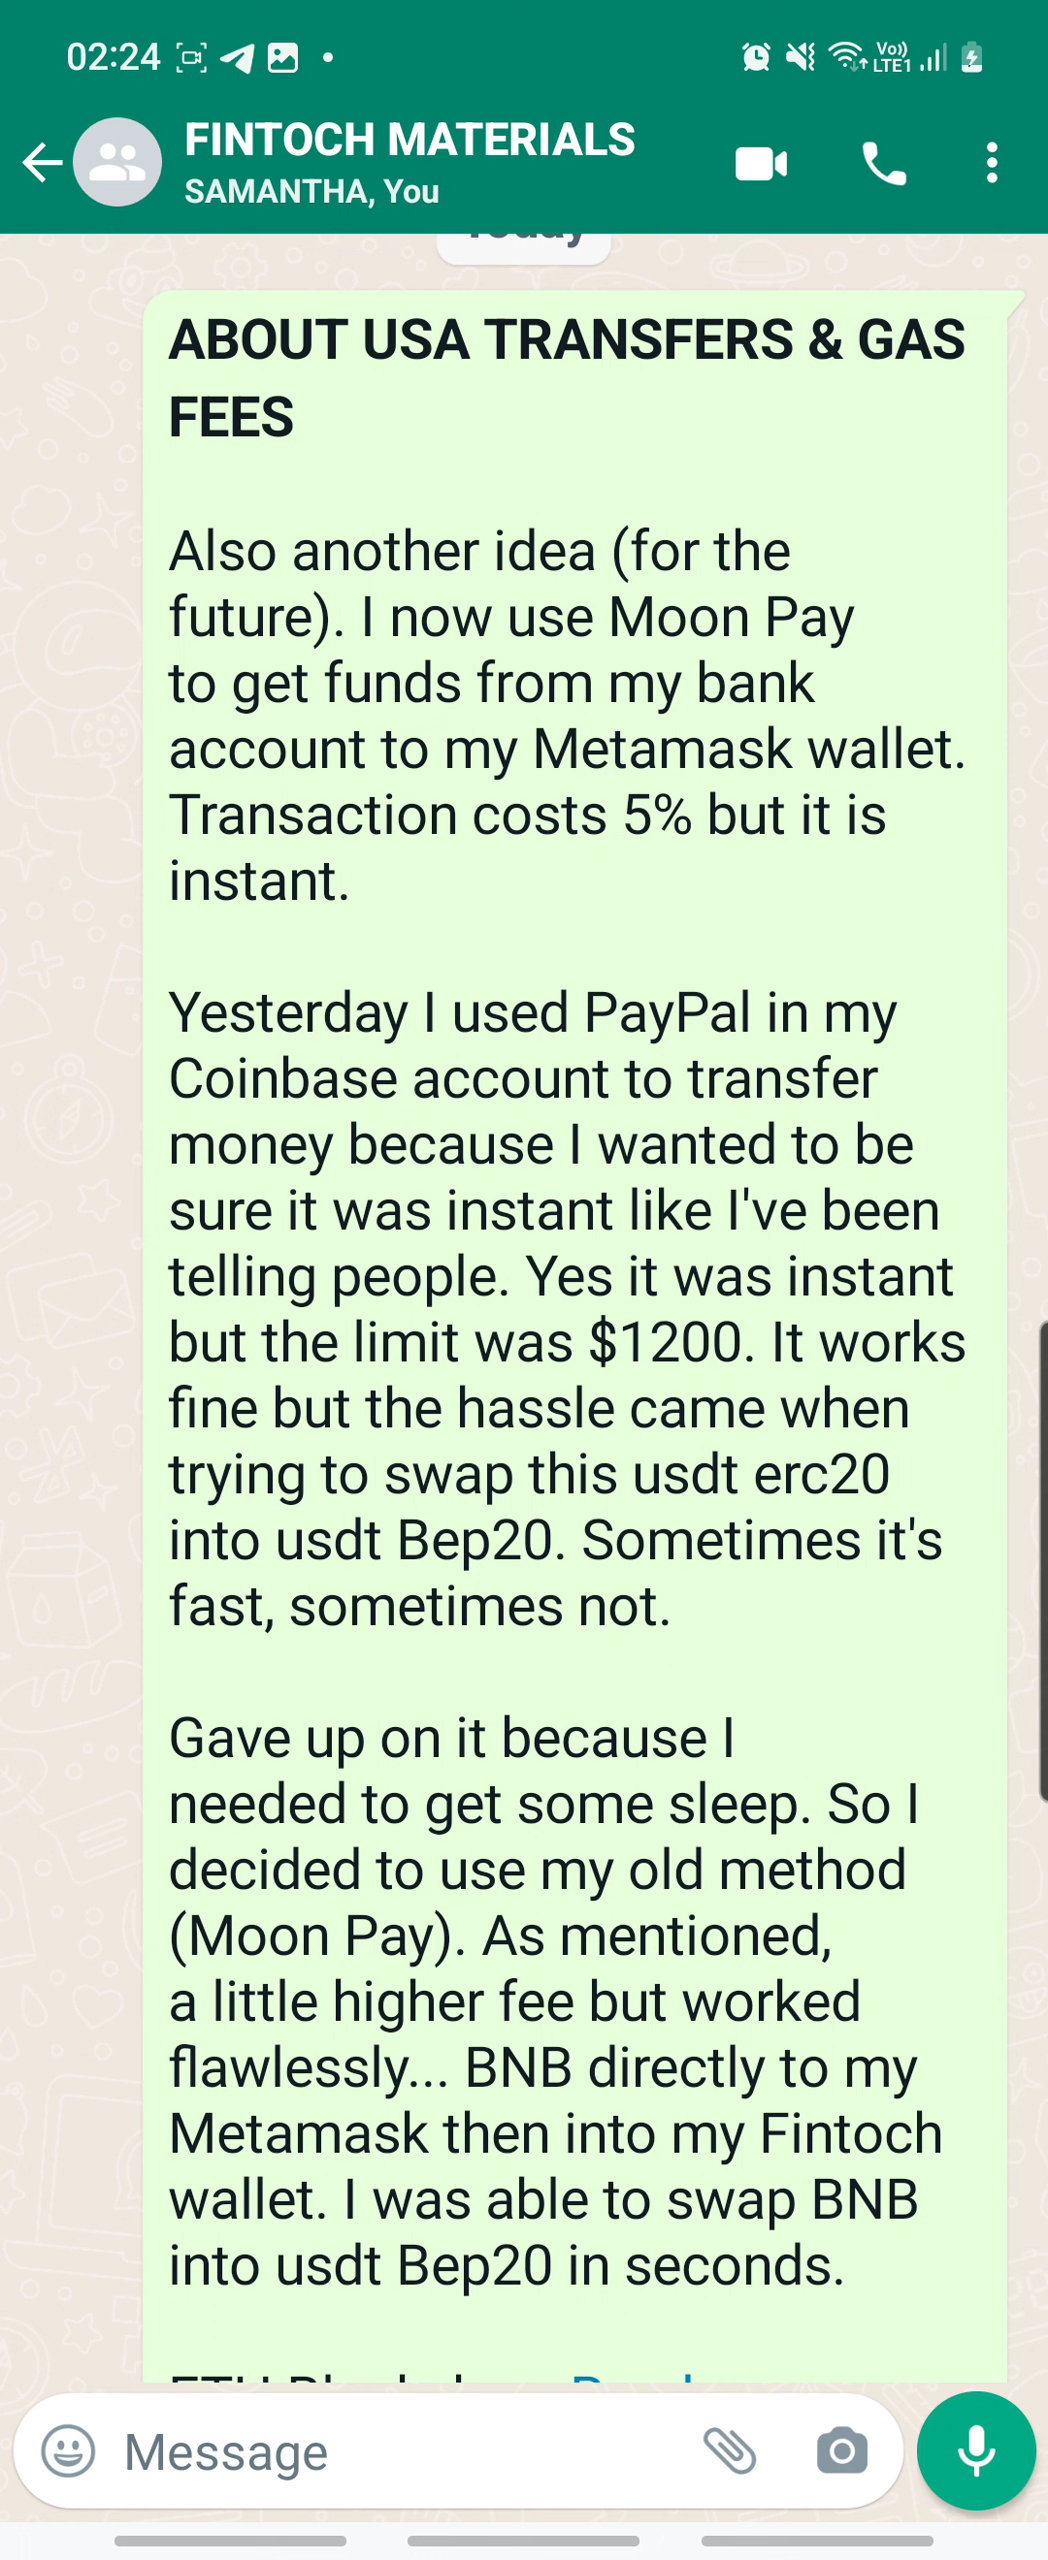 02:24
Vo))
LTE1
FINTOCH MATERIALS
SAMANTHA, You
Today
ABOUT USA TRANSFERS & GAS
FEES
Also another idea (for the
future). I now use Moon Pay
to get funds from my bank
account to my Metamask wallet.
Transaction costs 5% but it is
instant.
Yesterday I used PayPal in my
Coinbase account to transfer
money because I wanted to be
sure it was instant like I've been
telling people. Yes it was instant
but the limit was $1200. It works
fine but the hassle came when
trying to swap this usdt erc20
into usdt Bep20. Sometimes it's
fast, sometimes not.
Gave up on it because I
needed to get some sleep. So I
decided to use my old method
(Moon Pay). As mentioned,
a little higher fee but worked
flawlessly... BNB directly to my
Metamask then into my Fintoch
wallet. I was able to swap BNB
into usdt Bep20 in seconds.
Message